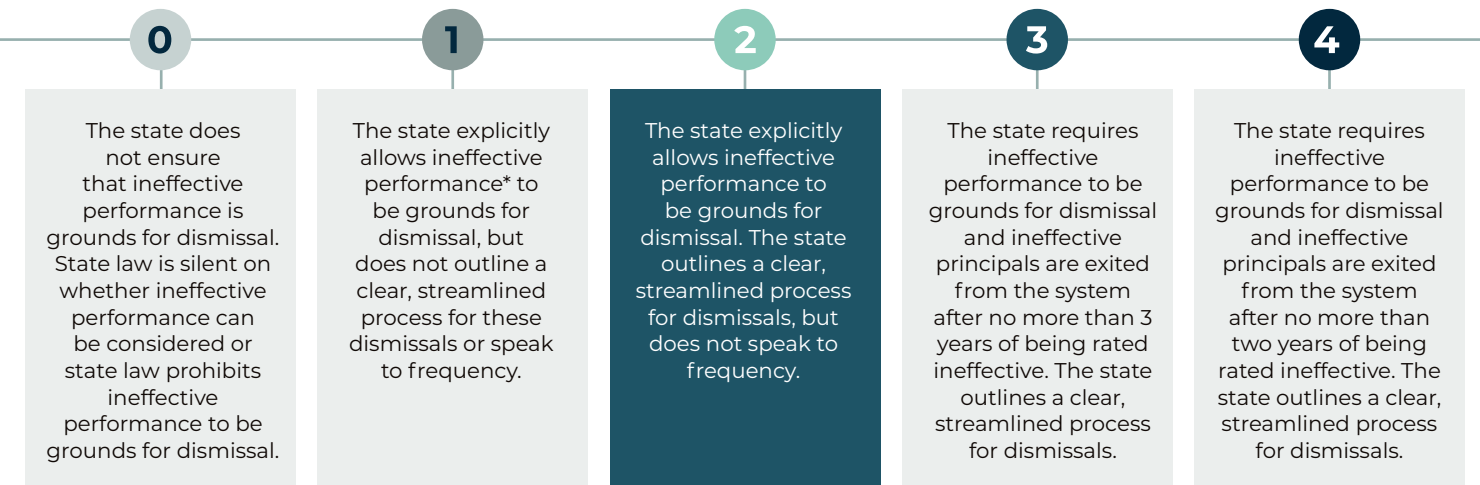 0
The state does
not ensure
that ineffective
performance is
grounds for dismissal.
State law is silent on
whether ineffective
performance can
be considered or
state law prohibits
ineffective
performance to be
grounds for dismissal.
1
The state explicitly
allows ineffective
performance* to
be grounds for
dismissal, but
does not outline a
clear, streamlined
process for these
dismissals or speak
to frequency.
2
The state explicitly
allows ineffective
performance to
be grounds for
dismissal. The state
outlines a clear,
streamlined process
for dismissals, but
does not speak to
frequency.
3
The state requires
ineffective
performance to be
grounds for dismissal
and ineffective
principals are exited
from the system
after no more than 3
years of being rated
ineffective. The state
outlines a clear,
streamlined process
for dismissals.
4
The state requires
ineffective
performance to be
grounds for dismissal
and ineffective
principals are exited
from the system
after no more than
two years of being
rated ineffective. The
state outlines a clear,
streamlined process
for dismissals.